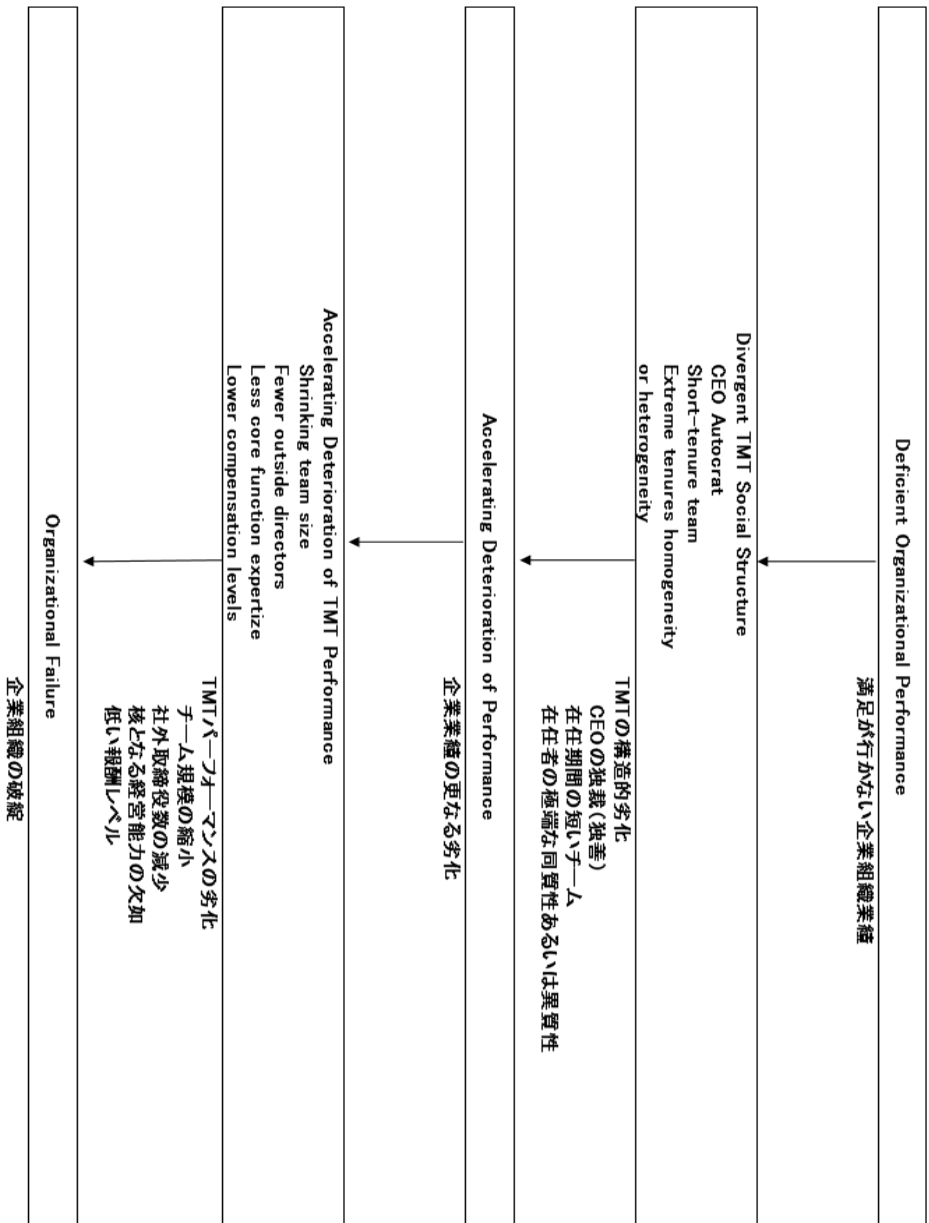 Deficient Organizational Performance
満足が行かない企業組織業績
Divergent TMT Social Structure
CEO Autocrat
Short-tenure team
Extreme tenures homogeneity
or heterogeneity
TMTの構造的劣化
CEOの独裁(独善)
在任期間の短いチーム
在任者の極端な同質性あるいは異質性
Accelerating Deterioration of Performance
企業業績の更なる劣化
Accelerating Deterioration of TMT Performance
Shrinking team size
Fewer outside directors
Less core function expertize
Lower compensation levels
TMTパーフォーマンスの劣化
チーム規模の縮小
社外取締役数の減少
核となる経営能力の欠如
低い報酬レベル
Organizational Failure
企業組織の破綻